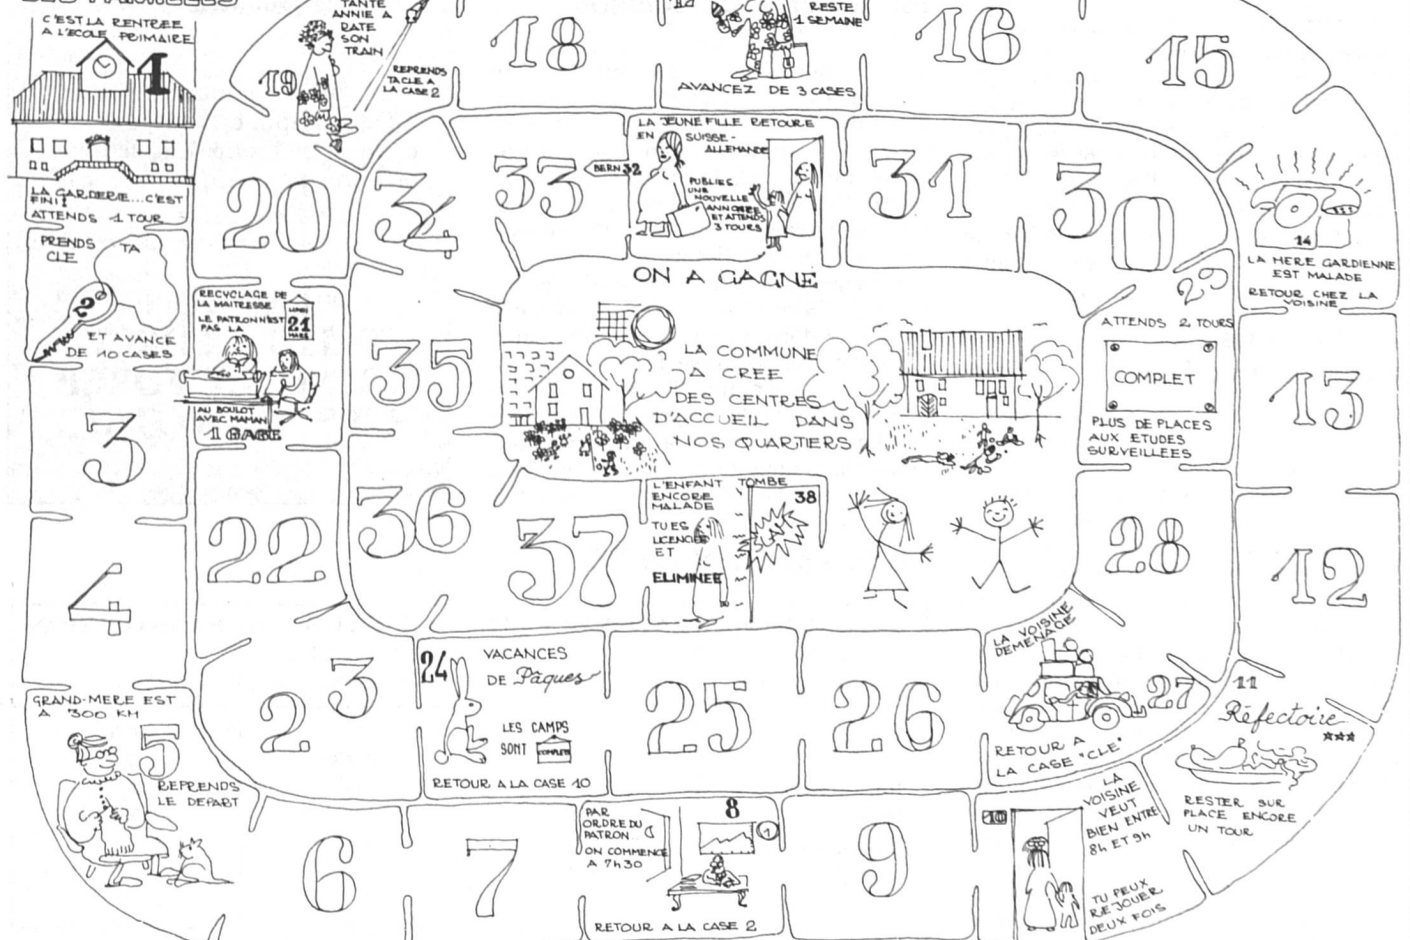 C'EST LA RENTREE
A L'ECOLE PRIMAIRE
1
LA GARDERIE...C'EST
FINI!
ATTENDS 1 TOUR
PRENDS TA
CLE
2
ET AVANCE
DE 10 CASES
3
4
GRAND-MERE EST
A 300 KM
5
REPRENDS
LE DEPART
6
7
PAR
ORDRE DU
PATRON...
ON COMMENCE
A 7H30
8
1
RETOUR A LA CASE 2
9
10
LA
VOISINE
VEUT
BIEN ENTRE
8H ET 9H
TU PEUX
REJOUER
DEUX FOIS
11
Réfectoire
***
RESTER SUR
PLACE ENCORE
UN TOUR
12
13
14
LA MERE GARDIENNE
EST MALADE
RETOUR CHEZ LA
VOISINE
15
16
RESTE
1 SEMAINE
AVANCEZ DE 3 CASES
18
TANTE
ANNIE A
RATE
SON
TRAIN
19
REPRENDS
TA CLE A
LA CASE 2
20
RECYCLAGE DE
LA MAITRESSE
LE PATRON N'EST
PAS LA
LUNDI
21
MARS
AU BOULOT
AVEC MAMAN
1 GAGE
22
23
24
VACANCES
DE Pâques
LES CAMPS
SONT COMPLETS
RETOUR A LA CASE 10
25
26
LA VOISINE
DEMENAGE
27
RETOUR A
LA CASE "CLE"
28
29
ATTENDS 2 TOURS
COMPLET
PLUS DE PLACES
AUX ETUDES
SURVEILLEES
30
31
LA JEUNE FILLE RETOURE
EN SUISSE-
ALLEMANDE
BERN 32
PUBLIES
UNE
NOUVELLE
ANNONCE
ET ATTENDS
3 TOURS
33
34
35
36
37
L'ENFANT TOMBE
ENCORE
MALADE
38
TU ES
LICENCIEE
ET
ELIMINEE
ON A GAGNE
LA COMMUNE
A CREE
DES CENTRES
D'ACCUEIL DANS
NOS QUARTIERS